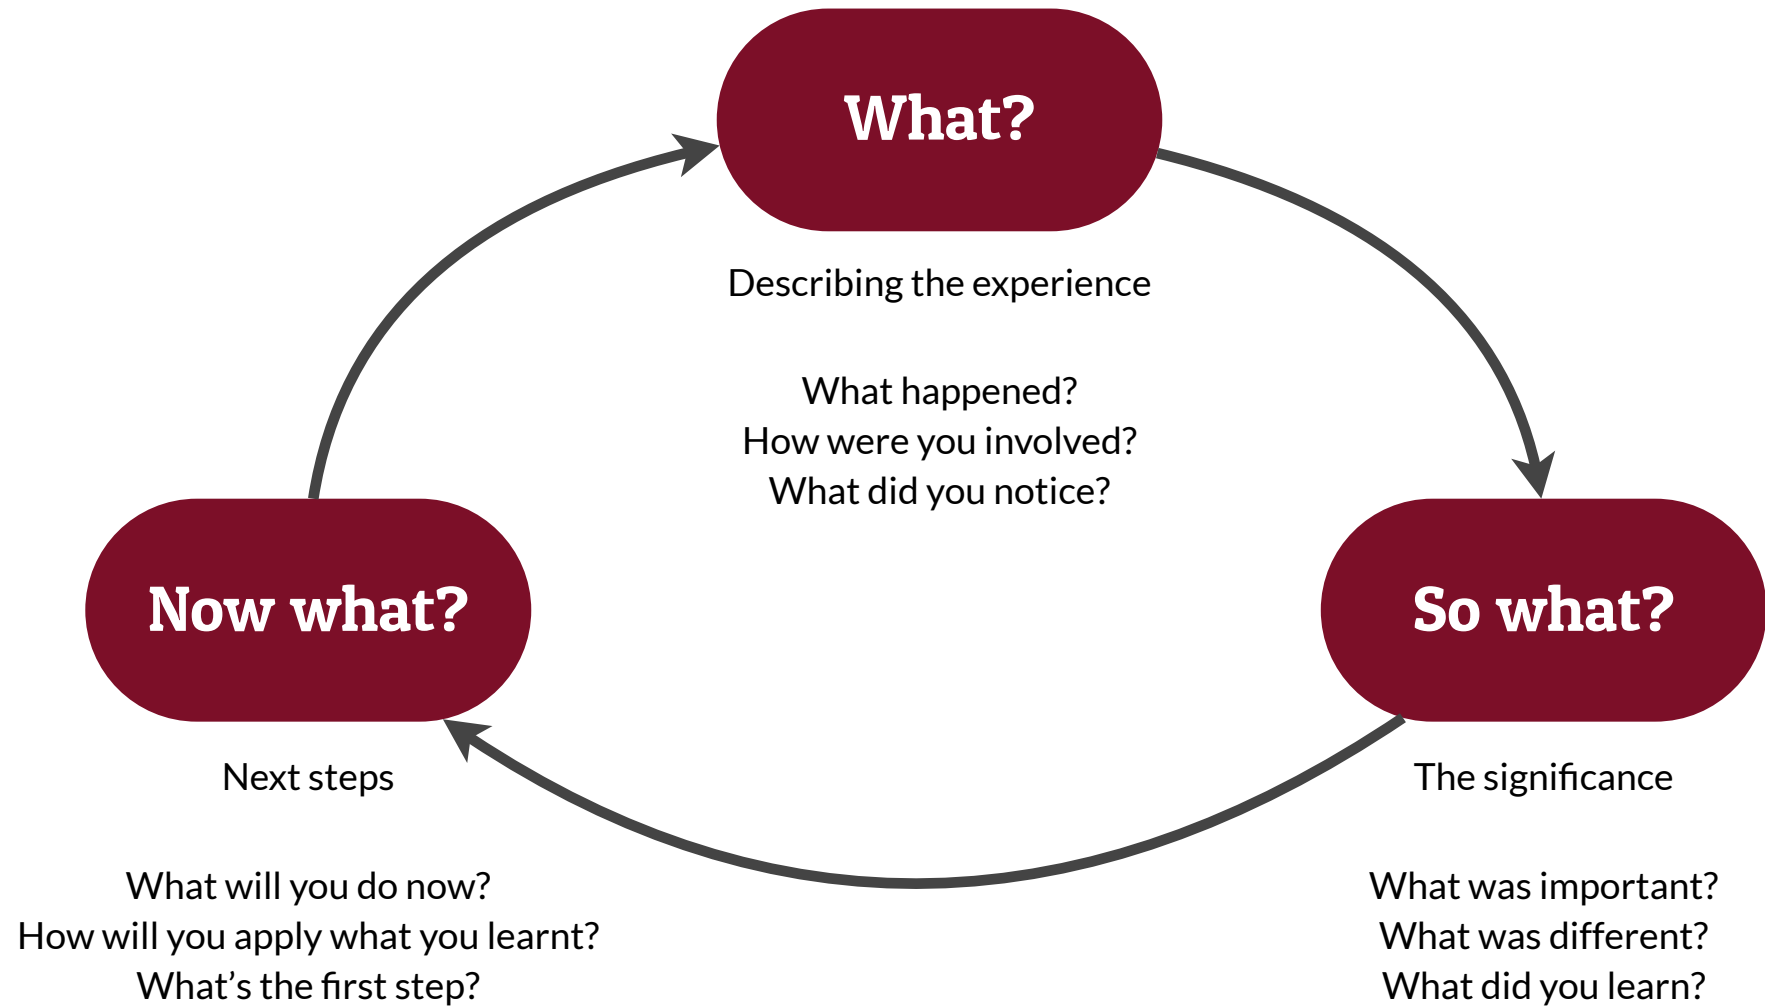 What?
Describing the experience
What happened?
How were you involved?
What did you notice?
So what?
The significance
What was important?
What was different?
What did you learn?
Now what?
Next steps
What will you do now?
How will you apply what you learnt?
What’s the first step?